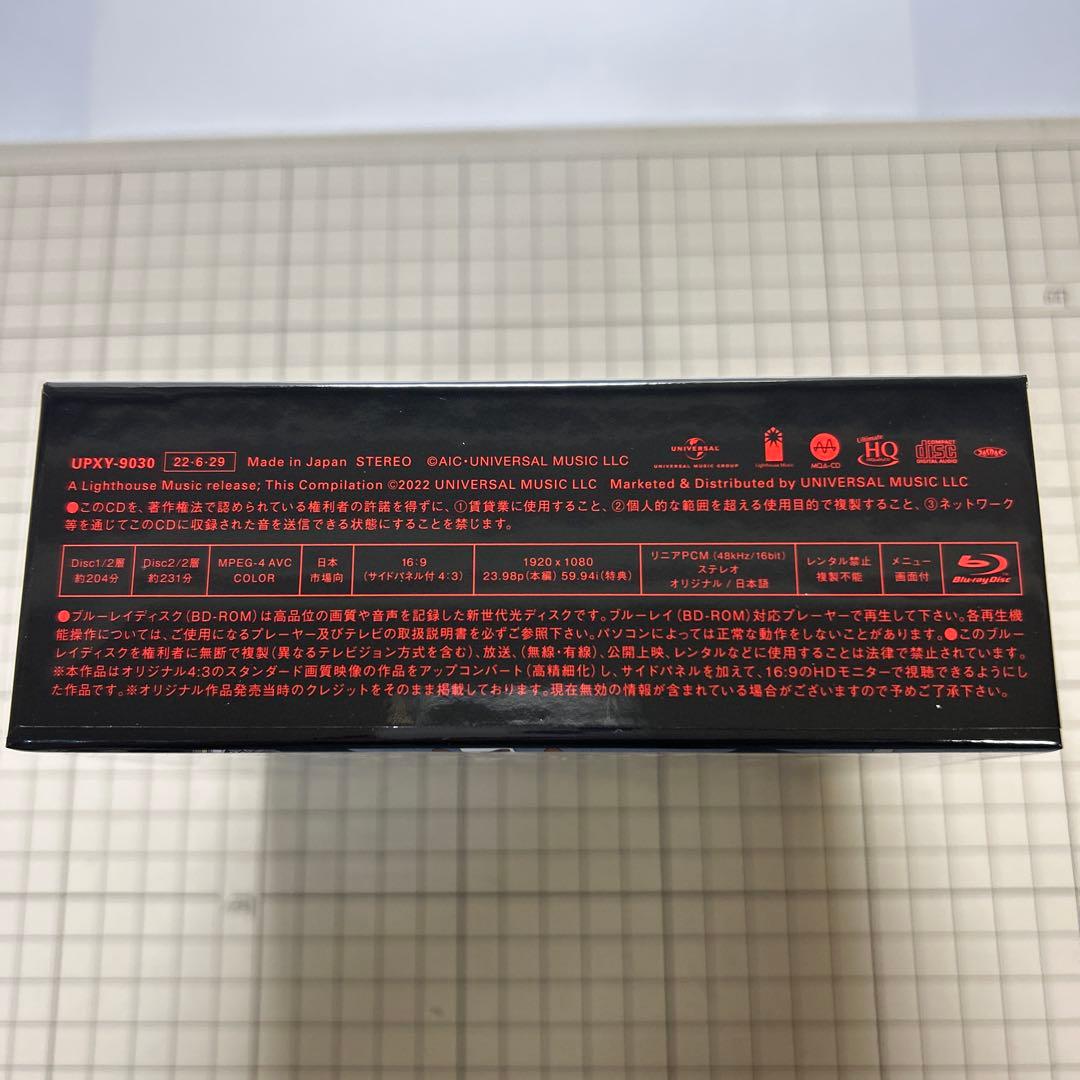 UPXY-9030 22・6・29 Made in Japan STEREO ©AIC・UNIVERSAL MUSIC LLC
UNIVERSAL
UNIVERSAL MUSIC GROUP
Lighthouse Music
MQA-CD
Ultimate
HQ
COMPACT
disc
DIGITAL AUDIO
JASRAC
A Lighthouse Music release; This Compilation ©2022 UNIVERSAL MUSIC LLC Marketed & Distributed by UNIVERSAL MUSIC LLC
●このCDを、著作権法で認められている権利者の許諾を得ずに、①賃貸業に使用すること、②個人的な範囲を超える使用目的で複製すること、③ネットワーク
等を通じてこのCDに収録された音を送信できる状態にすることを禁じます。
Disc1/2層
約204分
Disc2/2層
約231分
MPEG-4 AVC
COLOR
日本
市場向
16:9
(サイドパネル付 4:3)
1920 x 1080
23.98p(本編) 59.94i(特典)
リニアPCM (48kHz/16bit)
ステレオ
オリジナル / 日本語
レンタル禁止
複製不能
メニュー
画面付
Blu-ray Disc
●ブルーレイディスク(BD-ROM)は高品位の画質や音声を記録した新世代光ディスクです。ブルーレイ(BD-ROM)対応プレーヤーで再生して下さい。各再生機
能操作については、ご使用になるプレーヤー及びテレビの取扱説明書を必ずご参照下さい。パソコンによっては正常な動作をしないことがあります。●このブルー
レイディスクを権利者に無断で複製(異なるテレビジョン方式を含む)、放送、(無線・有線)、公開上映、レンタルなどに使用することは法律で禁止されています。
※本作品はオリジナル4:3のスタンダード画質映像の作品をアップコンバート(高精細化)し、サイドパネルを加えて、16:9のHDモニターで視聴できるようにし
た作品です。※オリジナル作品発売当時のクレジットをそのまま掲載しております。現在無効の情報が含まれている場合がございますので予めご了承下さい。